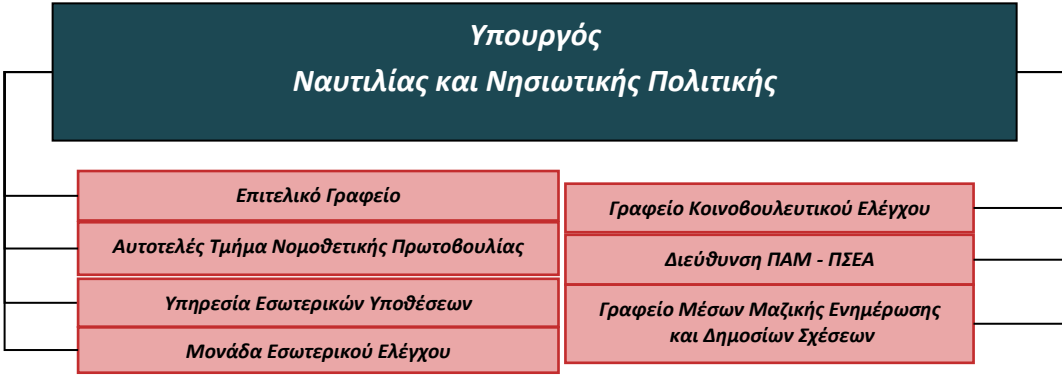 Υπουργός
Ναυτιλίας και Νησιωτικής Πολιτικής
Επιτελικό Γραφείο
Αυτοτελές Τμήμα Νομοθετικής Πρωτοβουλίας
Υπηρεσία Εσωτερικών Υποθέσεων
Μονάδα Εσωτερικού Ελέγχου
Γραφείο Κοινοβουλευτικού Ελέγχου
Διεύθυνση ΠΑΜ - ΠΣΕΑ
Γραφείο Μέσων Μαζικής Ενημέρωσης
και Δημοσίων Σχέσεων